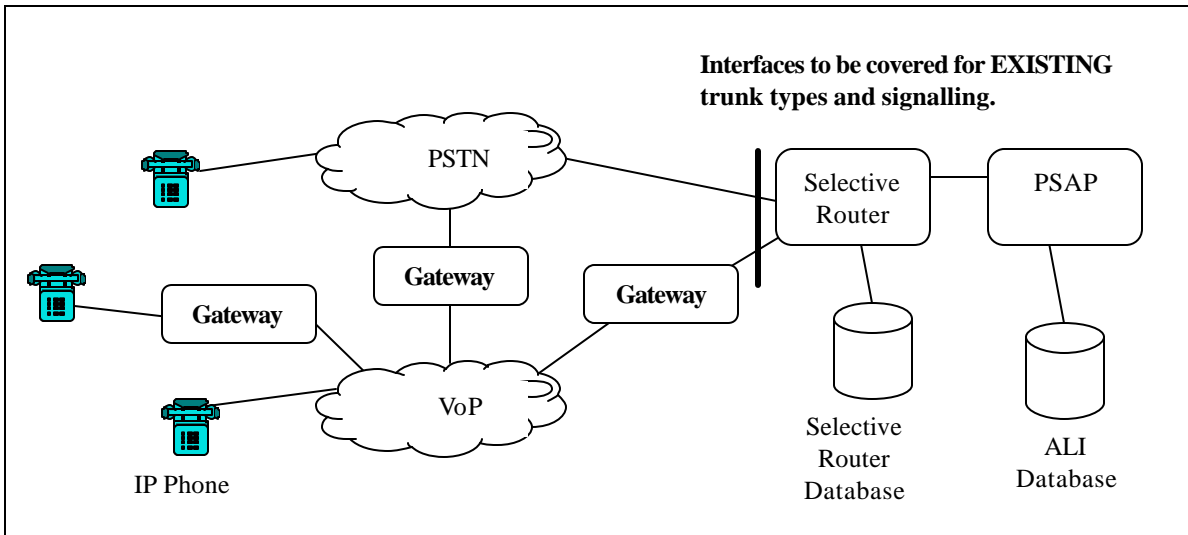 Interfaces to be covered for EXISTING
trunk types and signalling.
PSTN
Selective
Router
PSAP
Gateway
Gateway
Gateway
VoP
IP Phone
Selective
Router
Database
ALI
Database